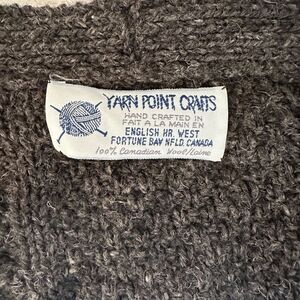 YARN POINT CRAFTS
HAND CRAFTED IN
FAIT A LA MAIN EN
ENGLISH HR. WEST
FORTUNE BAY NFLD. CANADA
100% Canadian Wool/Laine